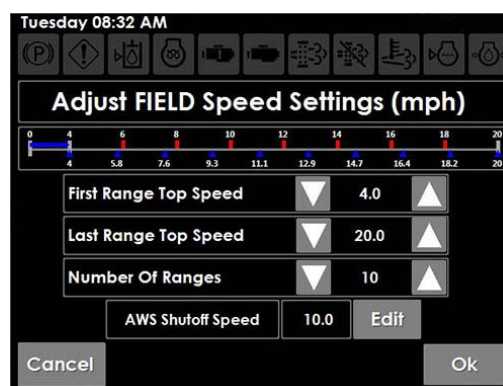 Tuesday 08:32 AM
(P)
Adjust FIELD Speed Settings (mph)
0 4 6 8 10 12 14 16 18 20
4 5.8 7.6 9.3 11.1 12.9 14.7 16.4 18.2 20
First Range Top Speed 4.0
Last Range Top Speed 20.0
Number Of Ranges 10
AWS Shutoff Speed 10.0 Edit
Cancel Ok